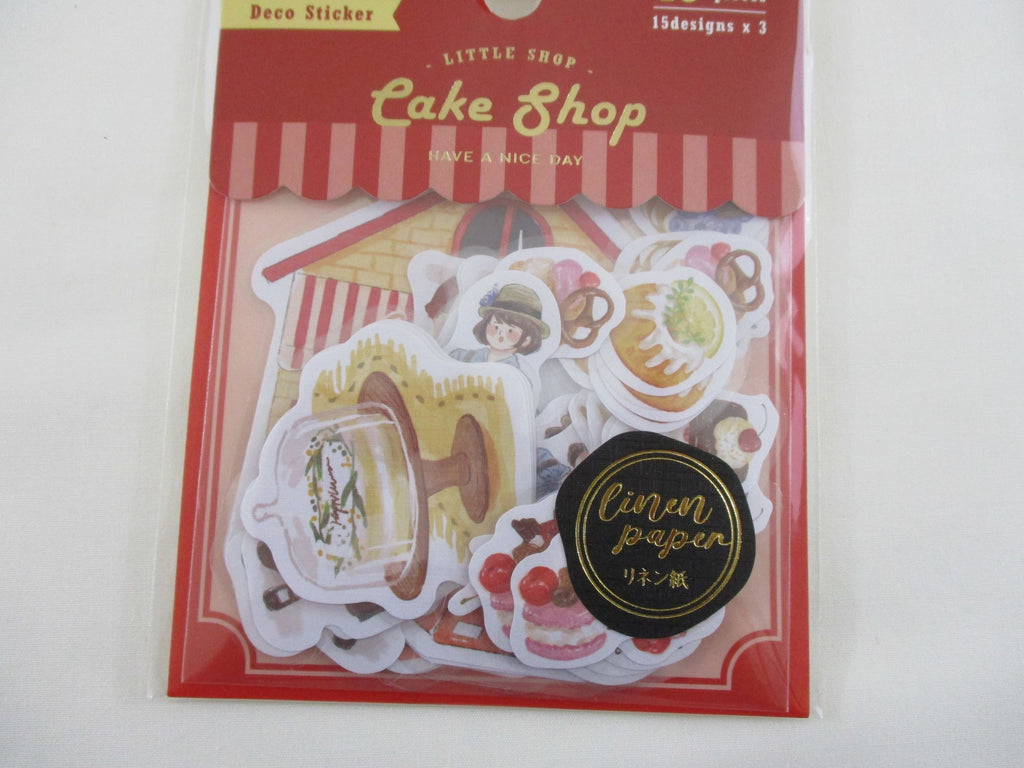 Deco Sticker
15designs x 3
- LITTLE SHOP -
Cake Shop
HAVE A NICE DAY
linen
paper
リネン紙